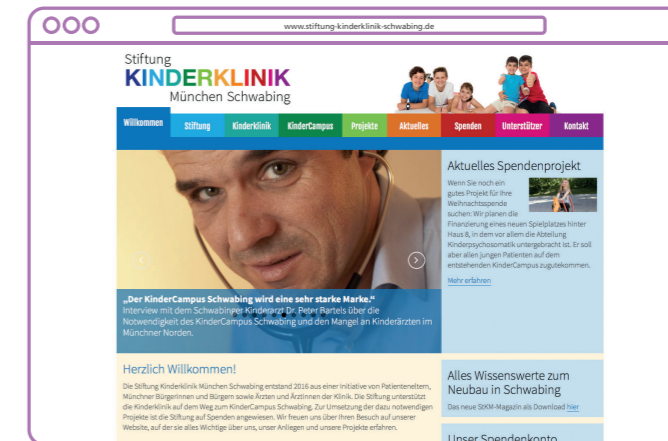 www.stiftung-kinderklinik-schwabing.de
Stiftung
KINDERKLINIK
München Schwabing
Willkommen Stiftung Kinderklinik KinderCampus Projekte Aktuelles Spenden Unterstützer Kontakt
„Der KinderCampus Schwabing wird eine sehr starke Marke.“
Interview mit dem Schwabinger Kinderarzt Dr. Peter Bartels über die
Notwendigkeit des KinderCampus Schwabing und den Mangel an Kinderärzten im
Münchner Norden.
Aktuelles Spendenprojekt
Wenn Sie noch ein
gutes Projekt für Ihre
Weihnachtsspende
suchen: Wir planen die
Finanzierung eines neuen Spielplatzes hinter
Haus 8, in dem vor allem die Abteilung
Kinderpsychosomatik untergebracht ist. Er soll
aber allen jungen Patienten auf dem
entstehenden KinderCampus zugutekommen.
Mehr erfahren
Herzlich Willkommen!
Die Stiftung Kinderklinik München Schwabing entstand 2016 aus einer Initiative von Patienteneltern,
Münchner Bürgerinnen und Bürgern sowie Ärzten und Ärztinnen der Klinik. Die Stiftung unterstützt
die Kinderklinik auf dem Weg zum KinderCampus Schwabing. Zur Umsetzung der dazu notwendigen
Projekte ist die Stiftung auf Spenden angewiesen. Wir freuen uns über Ihren Besuch auf unserer
Website, auf der sie alles Wichtige über uns, unser Anliegen und unsere Projekte erfahren.
Alles Wissenswerte zum
Neubau in Schwabing
Das neue StKM-Magazin als Download hier
Unser Spendenkonto